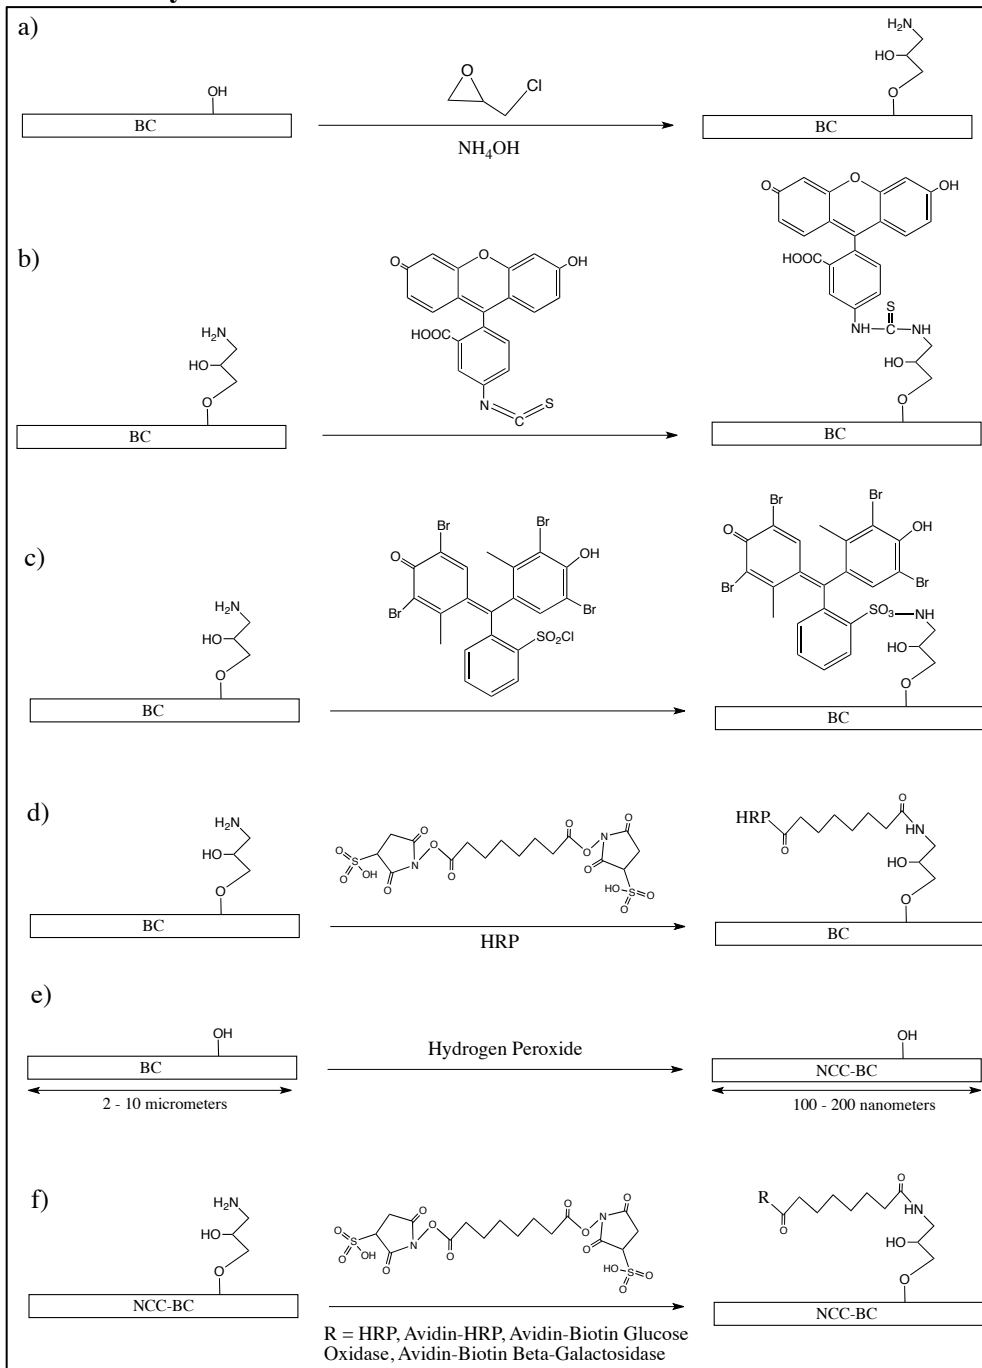 a)
OH
BC
O
Cl
NH4OH
H2N
HO
O
BC
b)
H2N
HO
O
BC
O
O
OH
HOOC
N
C
S
O
O
OH
HOOC
S
NH
C
NH
HO
O
BC
c)
H2N
HO
O
BC
Br
Br
O
OH
Br
Br
SO2Cl
Br
Br
O
OH
Br
Br
SO3
NH
HO
O
BC
d)
H2N
HO
O
BC
O
O
S
O
OH
N
O
O
O
O
O
N
O
O
HO
S
O
O
HRP
O
HRP
HN
O
HO
O
BC
e)
OH
BC
2 - 10 micrometers
Hydrogen Peroxide
OH
NCC-BC
100 - 200 nanometers
f)
H2N
HO
O
NCC-BC
O
O
S
O
OH
N
O
O
O
O
O
N
O
O
HO
S
O
O
R = HRP, Avidin-HRP, Avidin-Biotin Glucose
Oxidase, Avidin-Biotin Beta-Galactosidase
O
R
HN
O
HO
O
NCC-BC